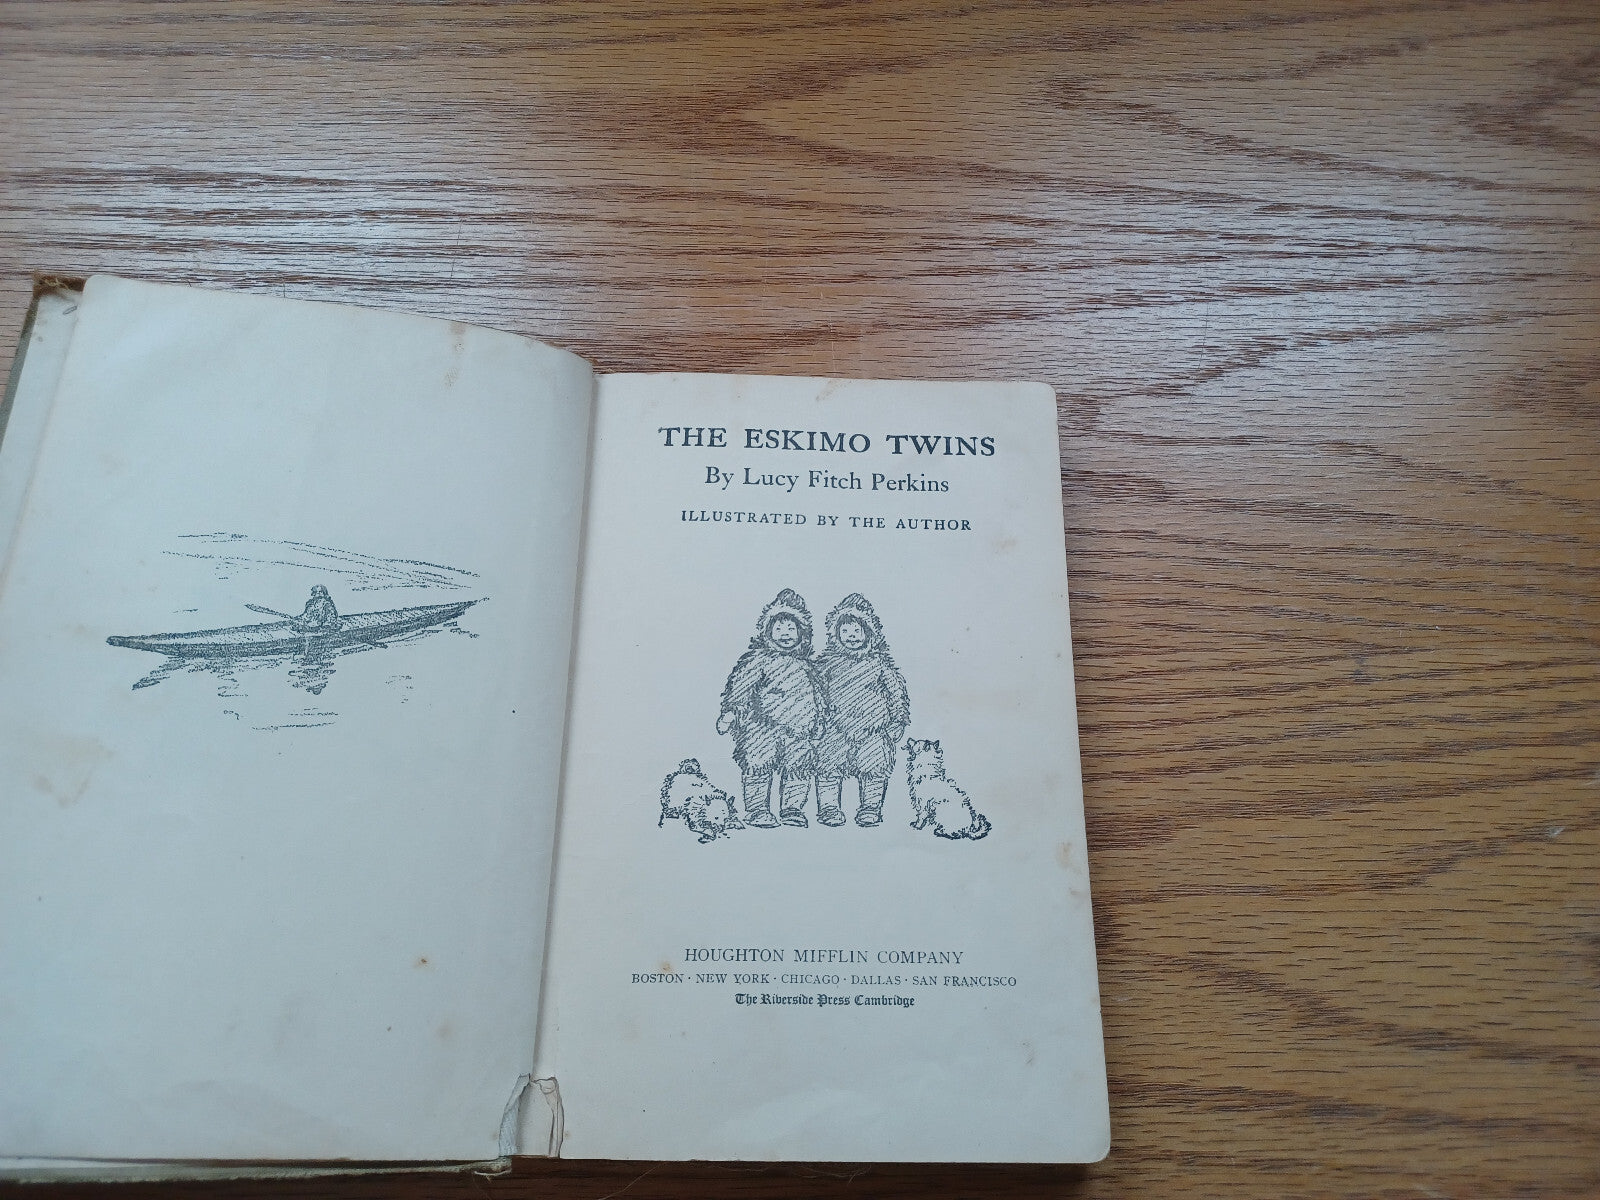 THE ESKIMO TWINS
By Lucy Fitch Perkins
ILLUSTRATED BY THE AUTHOR
HOUGHTON MIFFLIN COMPANY
BOSTON · NEW YORK · CHICAGO · DALLAS · SAN FRANCISCO
The Riverside Press Cambridge